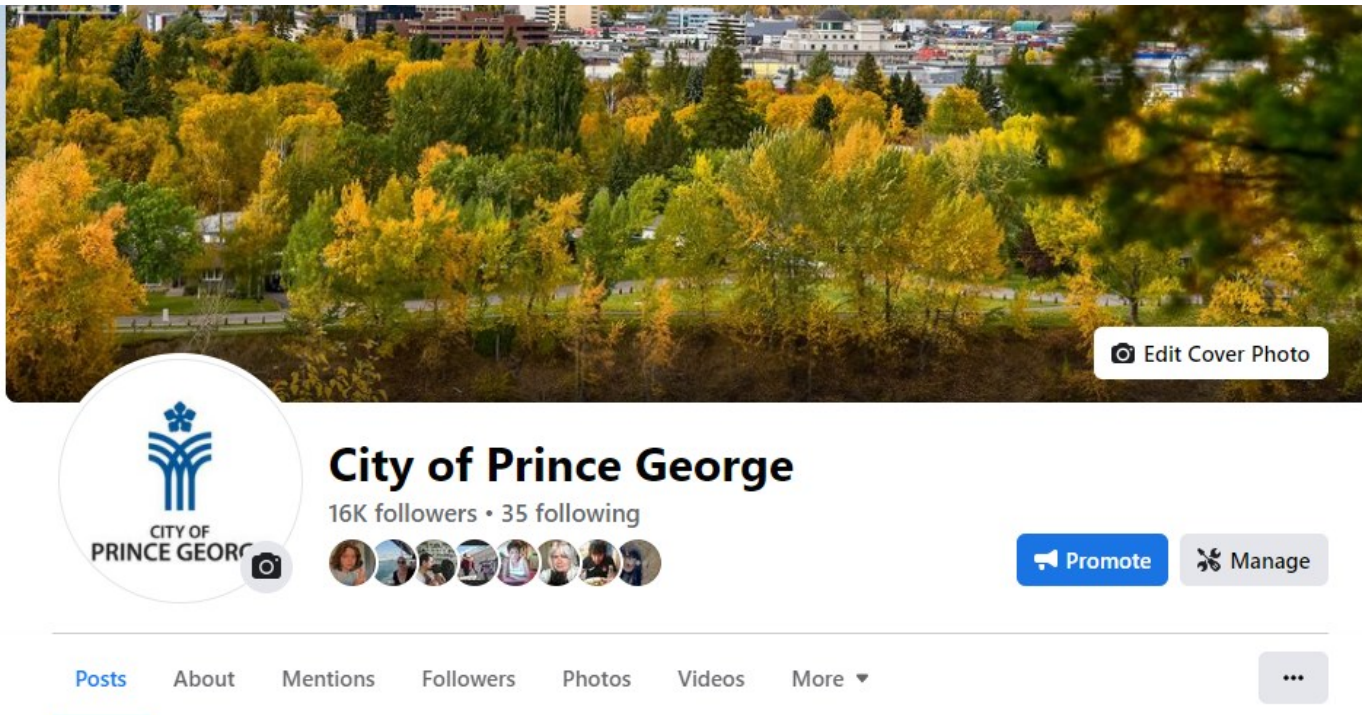 Edit Cover Photo
CITY OF
PRINCE GEORG
City of Prince George
16K followers • 35 following
Promote
Manage
Posts
About
Mentions
Followers
Photos
Videos
More